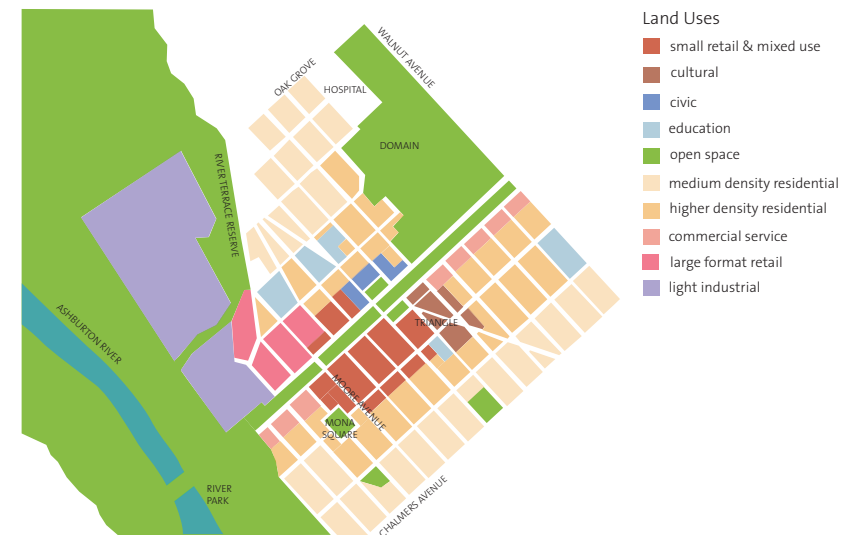 WALNUT AVENUE
OAK GROVE
HOSPITAL
DOMAIN
RIVER TERRACE RESERVE
ASHBURTON RIVER
TRIANGLE
MOORE AVENUE
MONA
SQUARE
RIVER
PARK
CHALMERS AVENUE
Land Uses
small retail & mixed use
cultural
civic
education
open space
medium density residential
higher density residential
commercial service
large format retail
light industrial